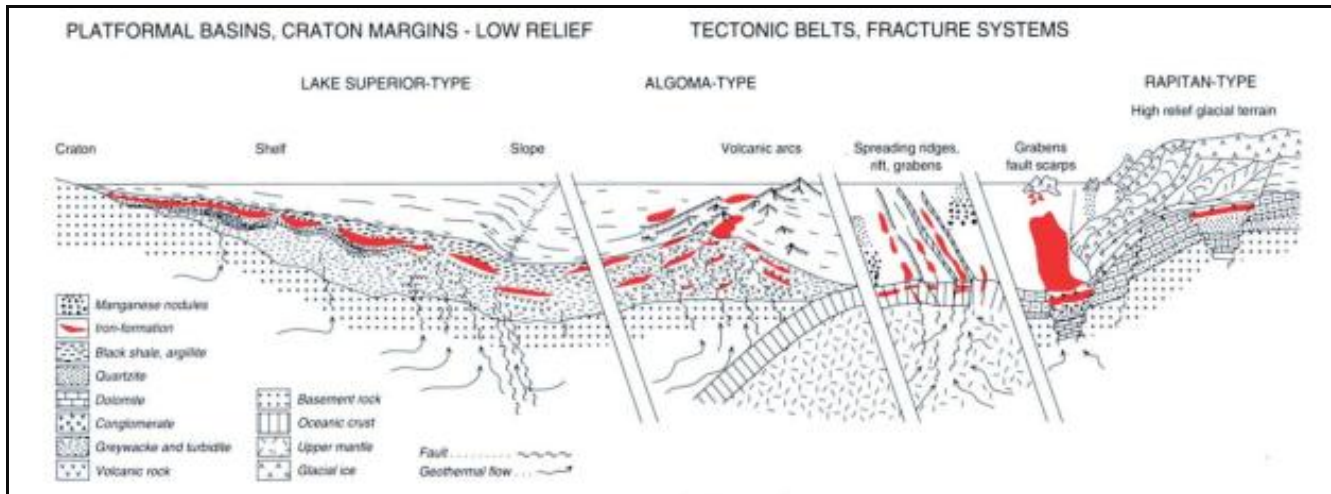 PLATFORMAL BASINS, CRATON MARGINS - LOW RELIEF
TECTONIC BELTS, FRACTURE SYSTEMS
LAKE SUPERIOR-TYPE
ALGOMA-TYPE
RAPITAN-TYPE
High relief glacial terrain
Craton
Shelf
Slope
Volcanic arcs
Spreading ridges,
rift, grabens
Grabens
fault scarps
Manganese nodules
Iron-formation
Black shale, argillite
Quartzite
Dolomite
Conglomerate
Greywacke and turbidite
Volcanic rock
Basement rock
Oceanic crust
Upper mantle
Glacial ice
Fault
Geothermal flow